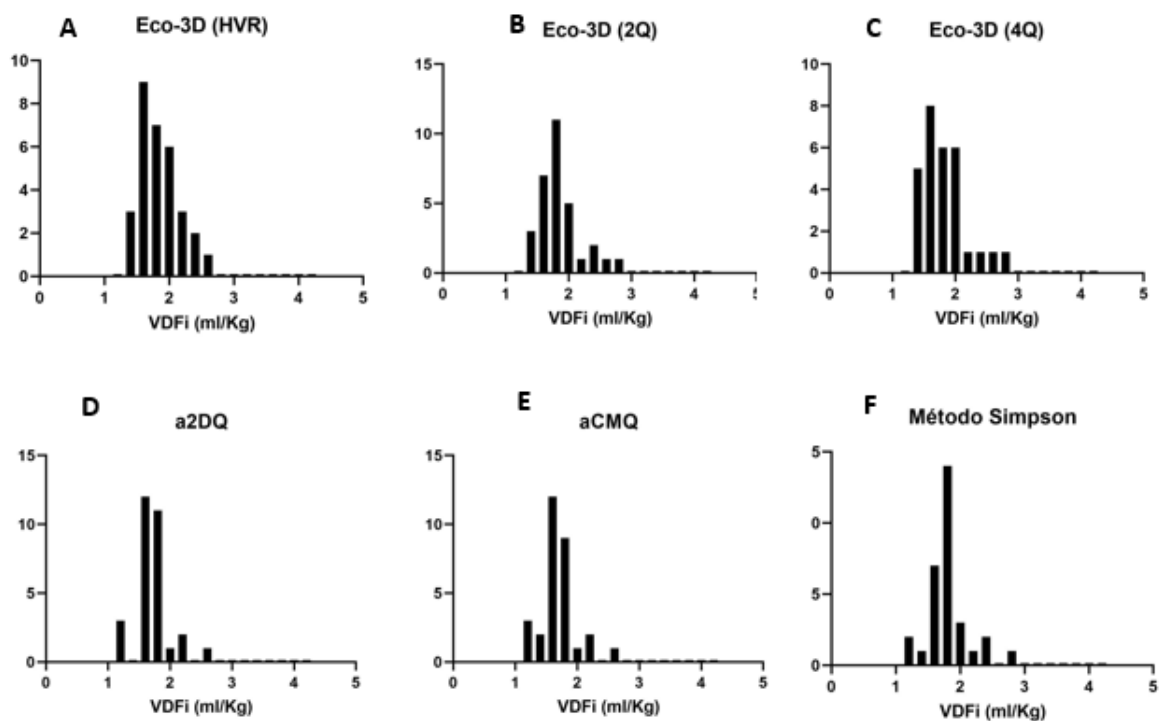 A
Eco-3D (HVR)
10
8
6
4
2
0
0 1 2 3 4 5
VDFi (ml/Kg)
B
Eco-3D (2Q)
15
10
5
0
0 1 2 3 4 5
VDFi (ml/Kg)
C
Eco-3D (4Q)
10
8
6
4
2
0
0 1 2 3 4 5
VDFi (ml/Kg)
D
a2DQ
15
10
5
0
0 1 2 3 4 5
VDFi (ml/Kg)
E
aCMQ
15
10
5
0
0 1 2 3 4 5
VDFi (ml/Kg)
F
Método Simpson
5
0
5
0
0 1 2 3 4 5
VDFi (ml/Kg)